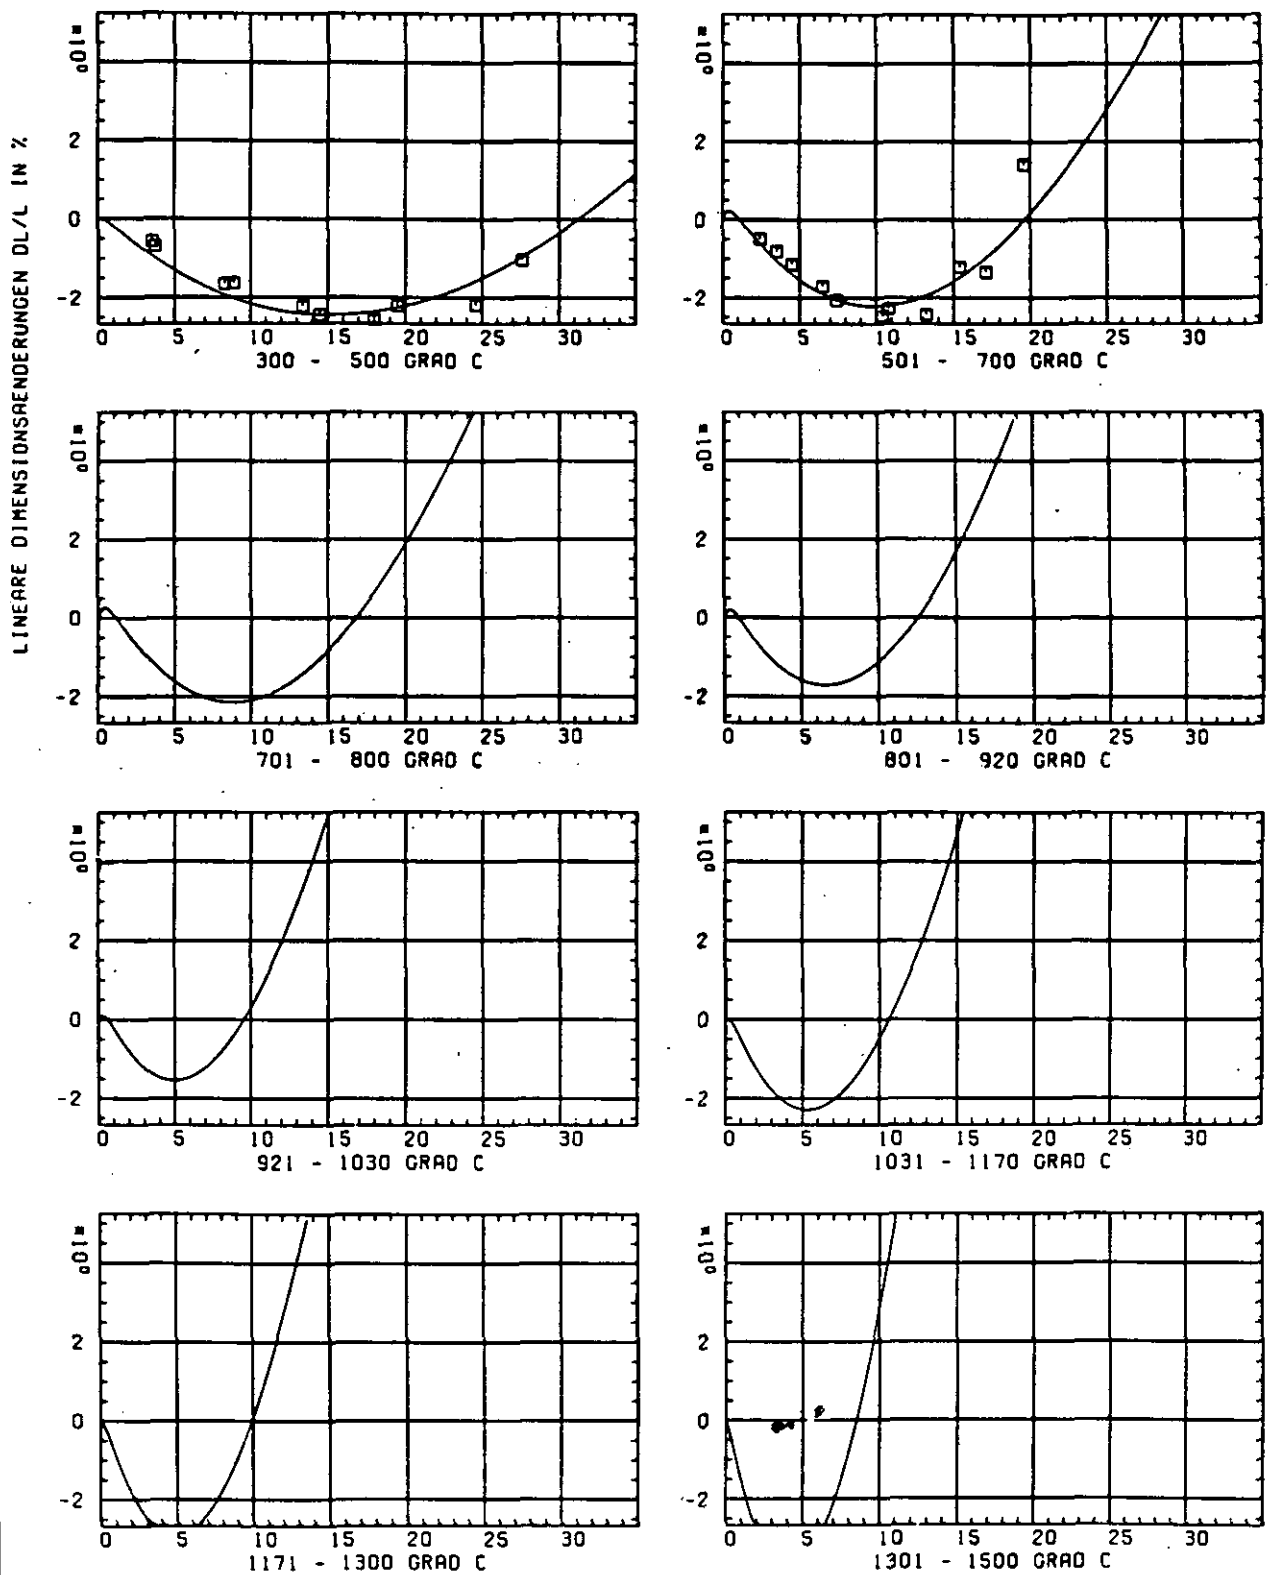 LINEARE DIMENSIONSAENDERUNGEN DL/L IN %
*10⁰ *10⁰
2 2
0 0
-2 -2
0 5 10 15 20 25 30 0 5 10 15 20 25 30
300 - 500 GRAD C 501 - 700 GRAD C
*10⁰ *10⁰
2 2
0 0
-2 -2
0 5 10 15 20 25 30 0 5 10 15 20 25 30
701 - 800 GRAD C 801 - 920 GRAD C
*10⁰ *10⁰
2 2
0 0
-2 -2
0 5 10 15 20 25 30 0 5 10 15 20 25 30
921 - 1030 GRAD C 1031 - 1170 GRAD C
*10⁰ *10⁰
2 2
0 0
-2 -2
0 5 10 15 20 25 30 0 5 10 15 20 25 30
1171 - 1300 GRAD C 1301 - 1500 GRAD C